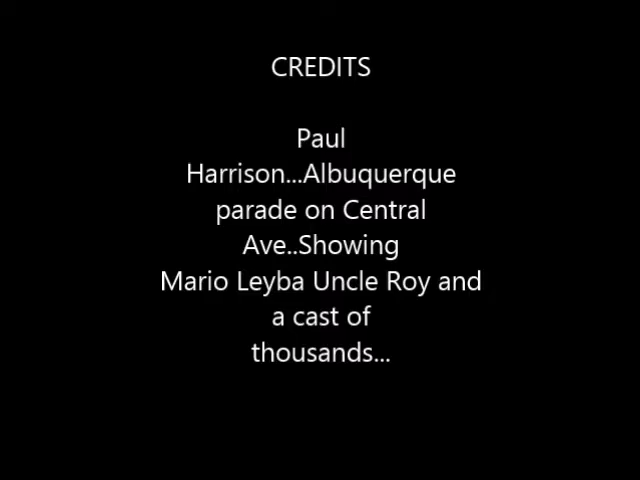 CREDITS
Paul
Harrison...Albuquerque
parade on Central
Ave..Showing
Mario Leyba Uncle Roy and
a cast of
thousands...